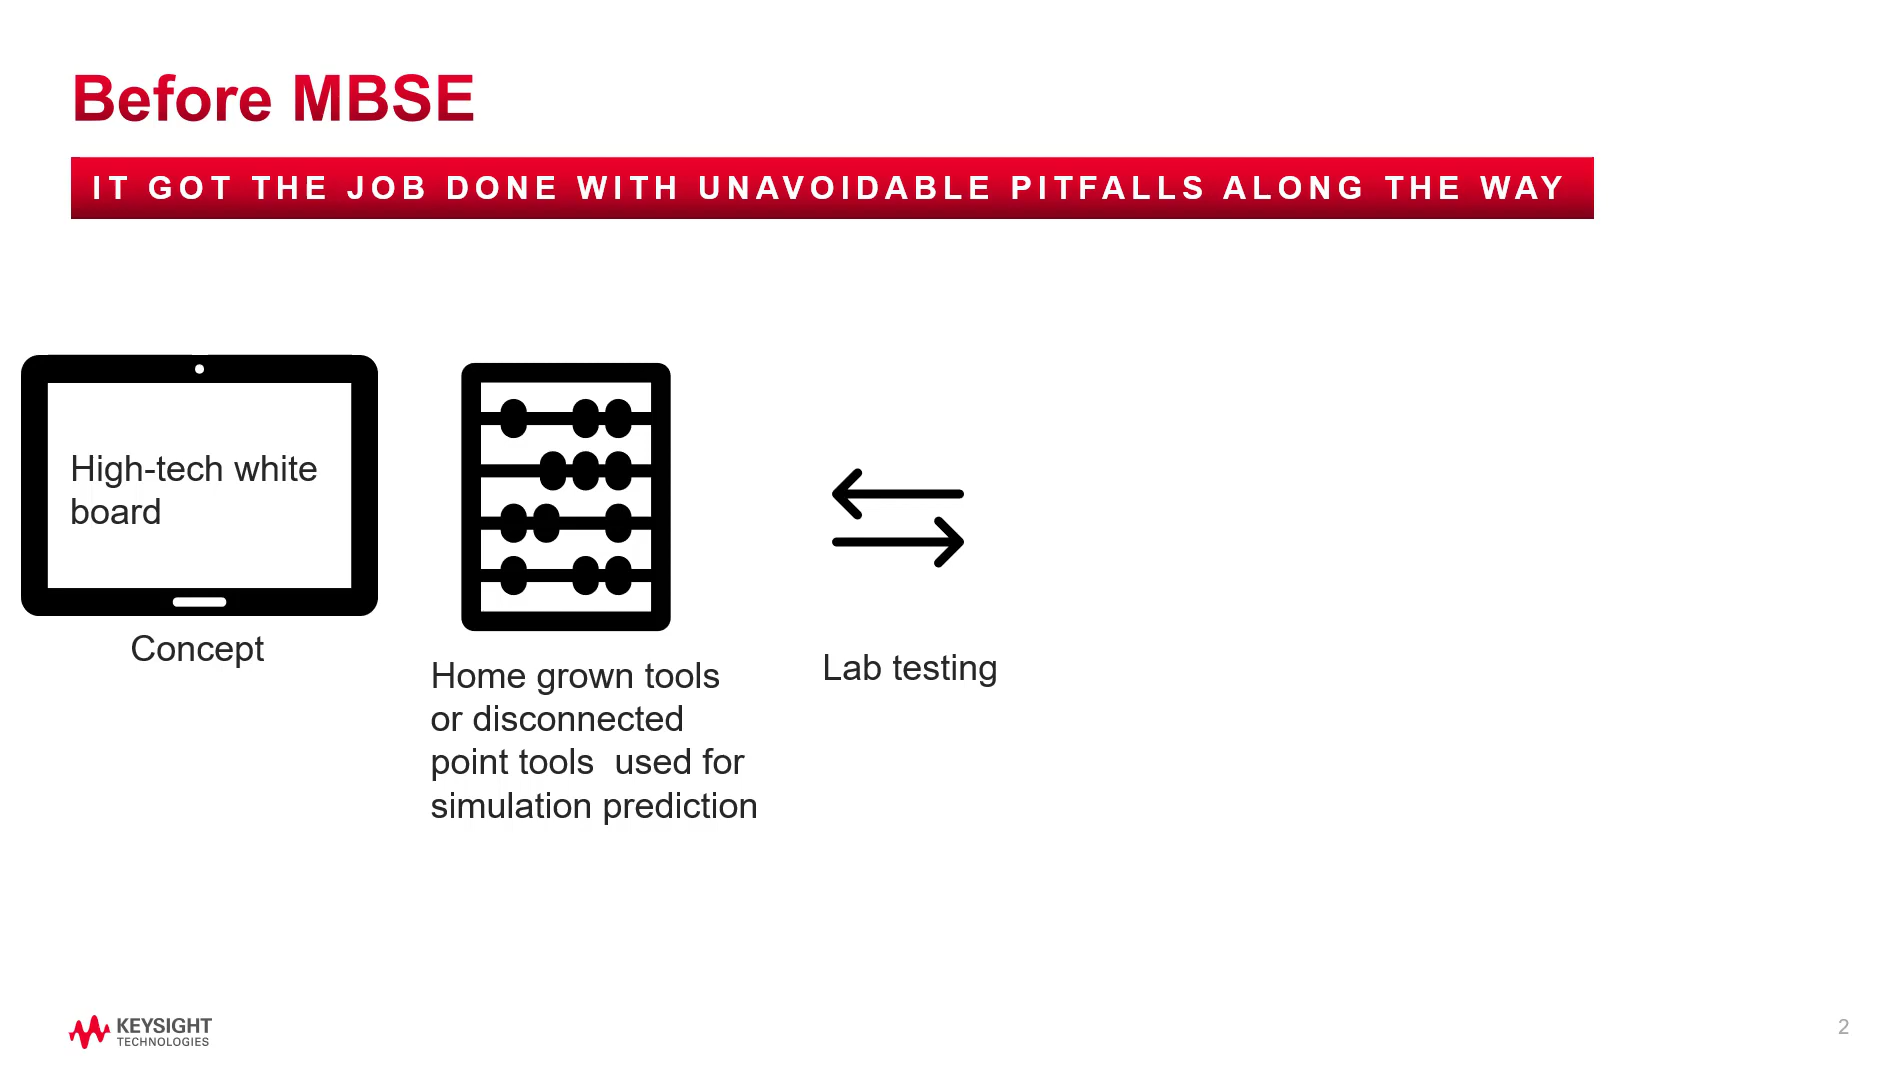 Before MBSE
IT GOT THE JOB DONE WITH UNAVOIDABLE PITFALLS ALONG THE WAY
High-tech white
board
Concept
Home grown tools
or disconnected
point tools  used for
simulation prediction
Lab testing
KEYSIGHT
TECHNOLOGIES
2